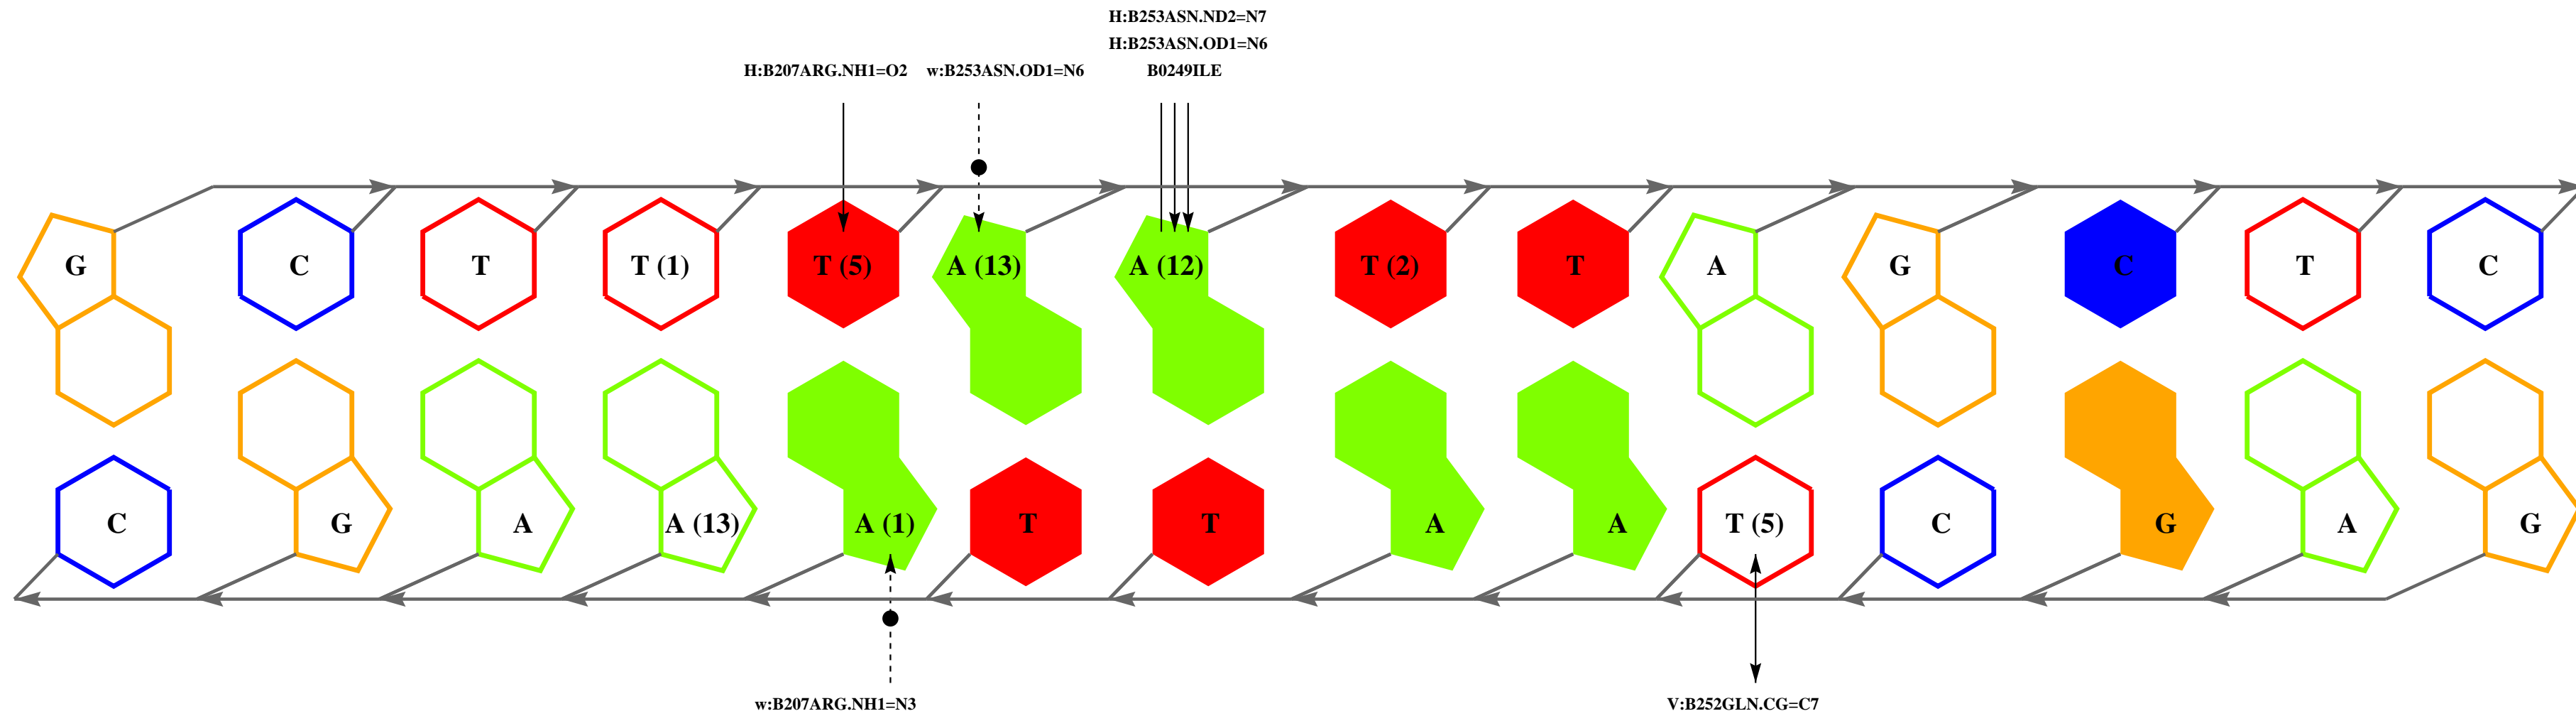 H:B253ASN.ND2=N7
H:B253ASN.OD1=N6
H:B207ARG.NH1=O2 w:B253ASN.OD1=N6 B0249ILE
G C T T (1) T (5) A (13) A (12) T (2) T A G C T C
C G A A (13) A (1) T T A A T (5) C G A G
w:B207ARG.NH1=N3 V:B252GLN.CG=C7